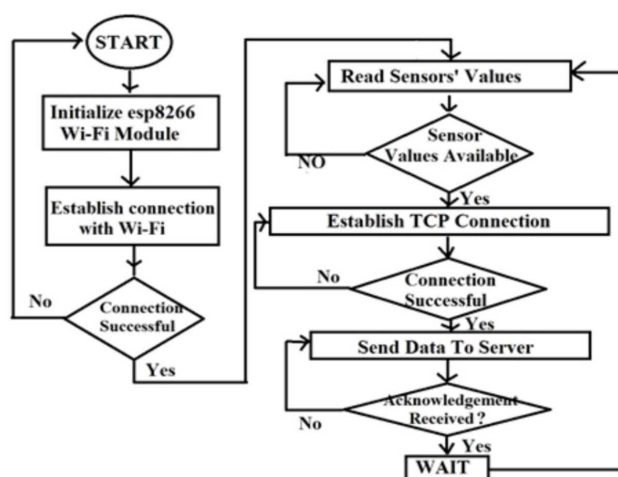 START
Initialize esp8266
Wi-Fi Module
Establish connection
with Wi-Fi
No
Connection
Successful
Yes
Read Sensors' Values
Sensor
Values Available
NO
Yes
Establish TCP Connection
No
Connection
Successful
Yes
Send Data To Server
Acknowledgement
Received?
No
Yes
WAIT